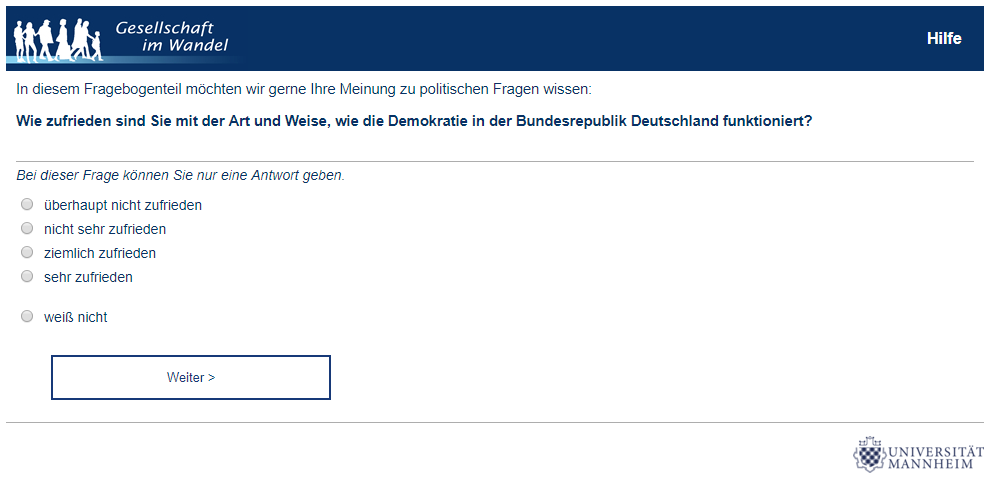 Gesellschaft
im Wandel
Hilfe
In diesem Fragebogenteil möchten wir gerne Ihre Meinung zu politischen Fragen wissen:
Wie zufrieden sind Sie mit der Art und Weise, wie die Demokratie in der Bundesrepublik Deutschland funktioniert?
Bei dieser Frage können Sie nur eine Antwort geben.
überhaupt nicht zufrieden
nicht sehr zufrieden
ziemlich zufrieden
sehr zufrieden
weiß nicht
Weiter >
UNIVERSITÄT
MANNHEIM